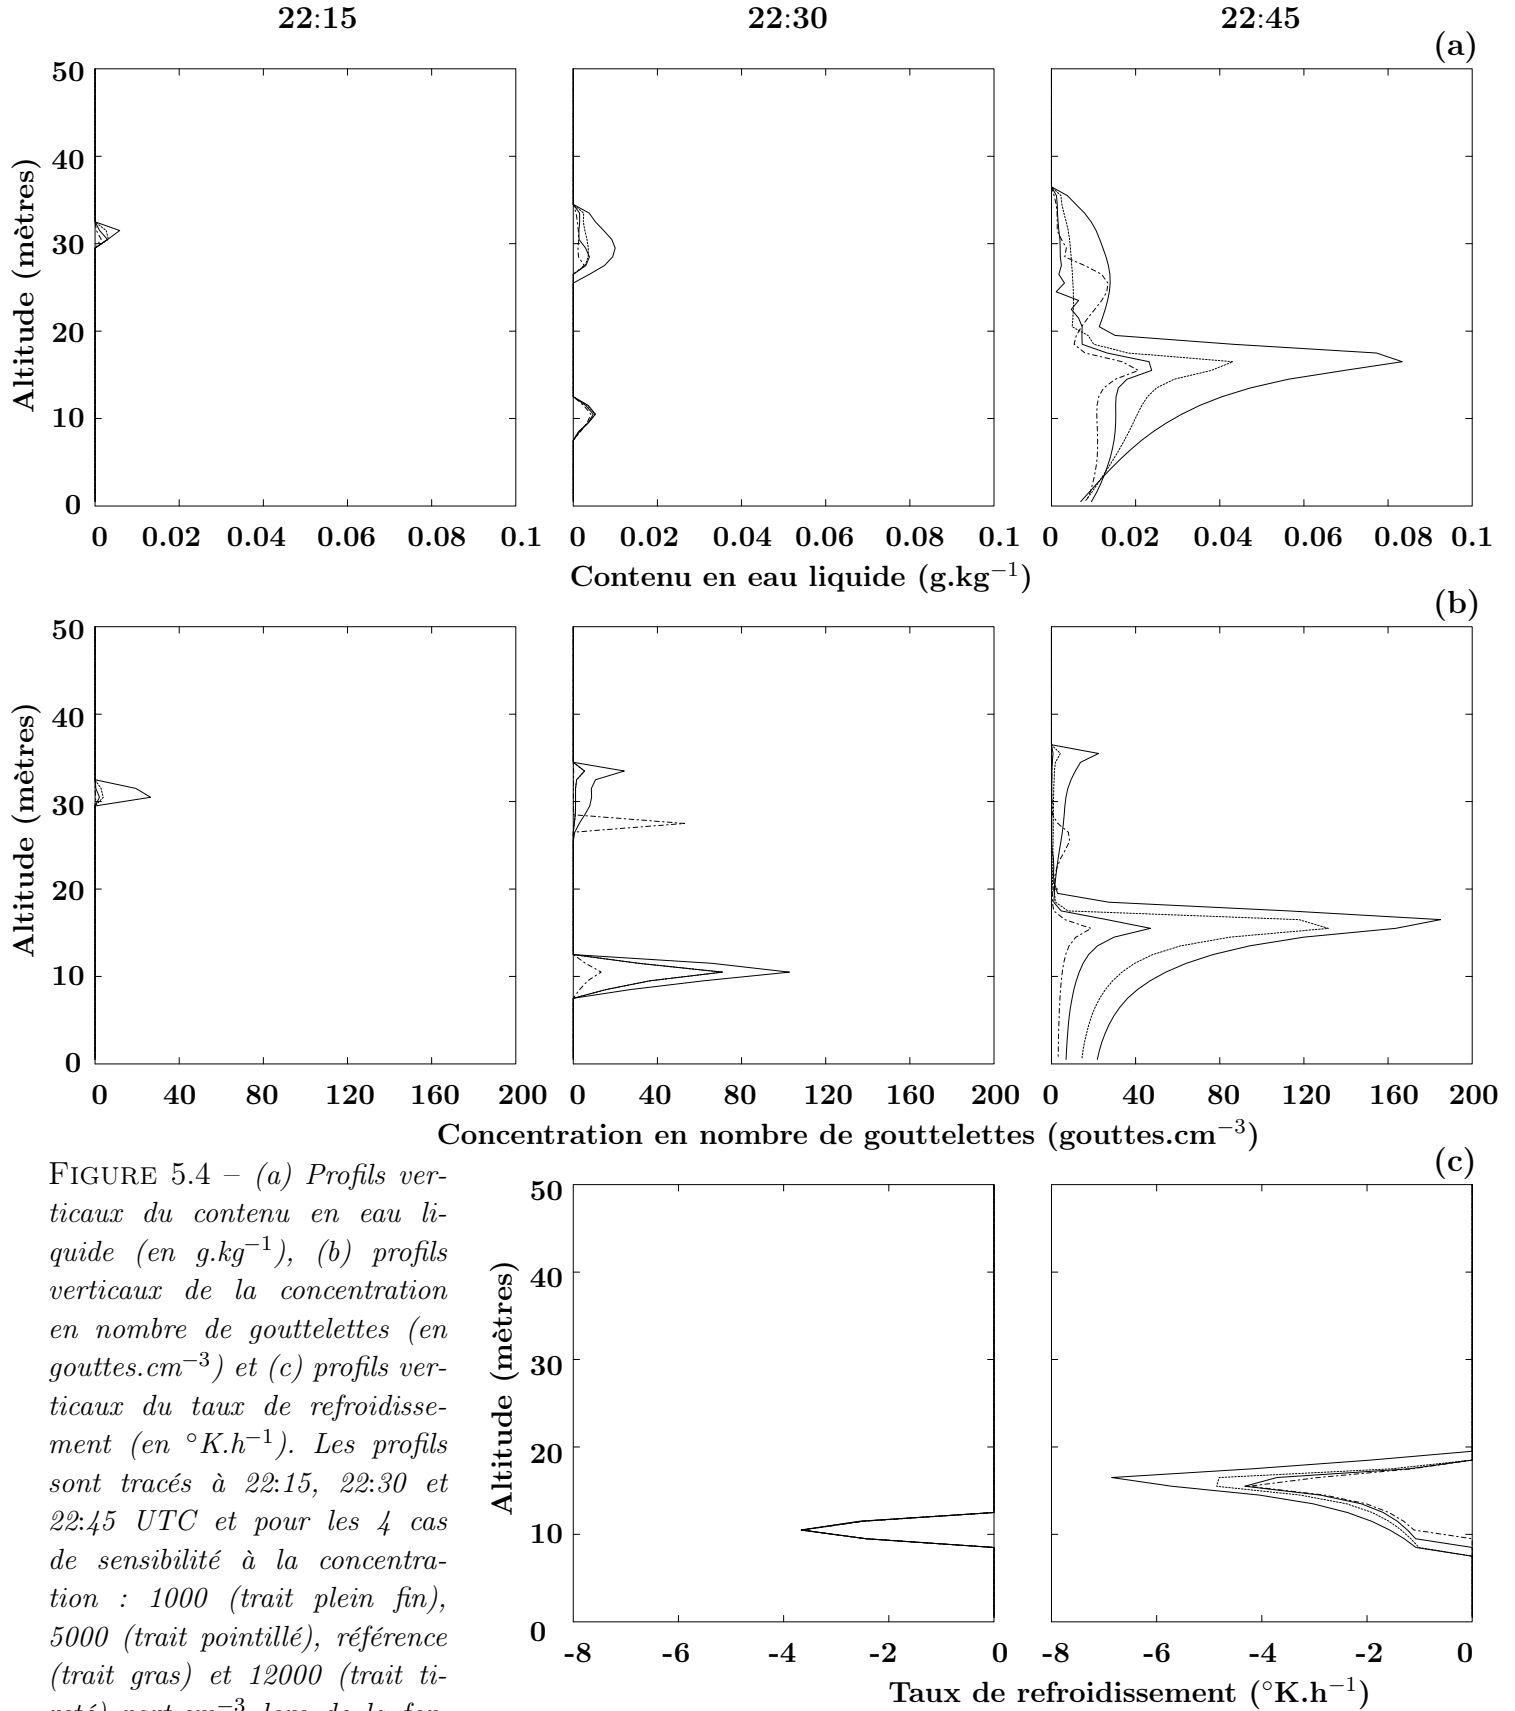 22:15 22:30 22:45
(a)
50
40
30
20
10
0
Altitude (mètres)
0 0.02 0.04 0.06 0.08 0.1 0 0.02 0.04 0.06 0.08 0.1 0 0.02 0.04 0.06 0.08 0.1
Contenu en eau liquide (g.kg⁻¹)
(b)
50
40
30
20
10
0
Altitude (mètres)
0 40 80 120 160 200 0 40 80 120 160 200 0 40 80 120 160 200
Concentration en nombre de gouttelettes (gouttes.cm⁻³)
(c)
FIGURE 5.4 – (a) Profils ver-
ticaux du contenu en eau li-
quide (en g.kg⁻¹), (b) profils
verticaux de la concentration
en nombre de gouttelettes (en
gouttes.cm⁻³) et (c) profils ver-
ticaux du taux de refroidisse-
ment (en °K.h⁻¹). Les profils
sont tracés à 22:15, 22:30 et
22:45 UTC et pour les 4 cas
de sensibilité à la concentra-
tion : 1000 (trait plein fin),
5000 (trait pointillé), référence
(trait gras) et 12000 (trait ti-
50
40
30
20
10
0
Altitude (mètres)
-8 -6 -4 -2 0 -8 -6 -4 -2 0
Taux de refroidissement (°K.h⁻¹)